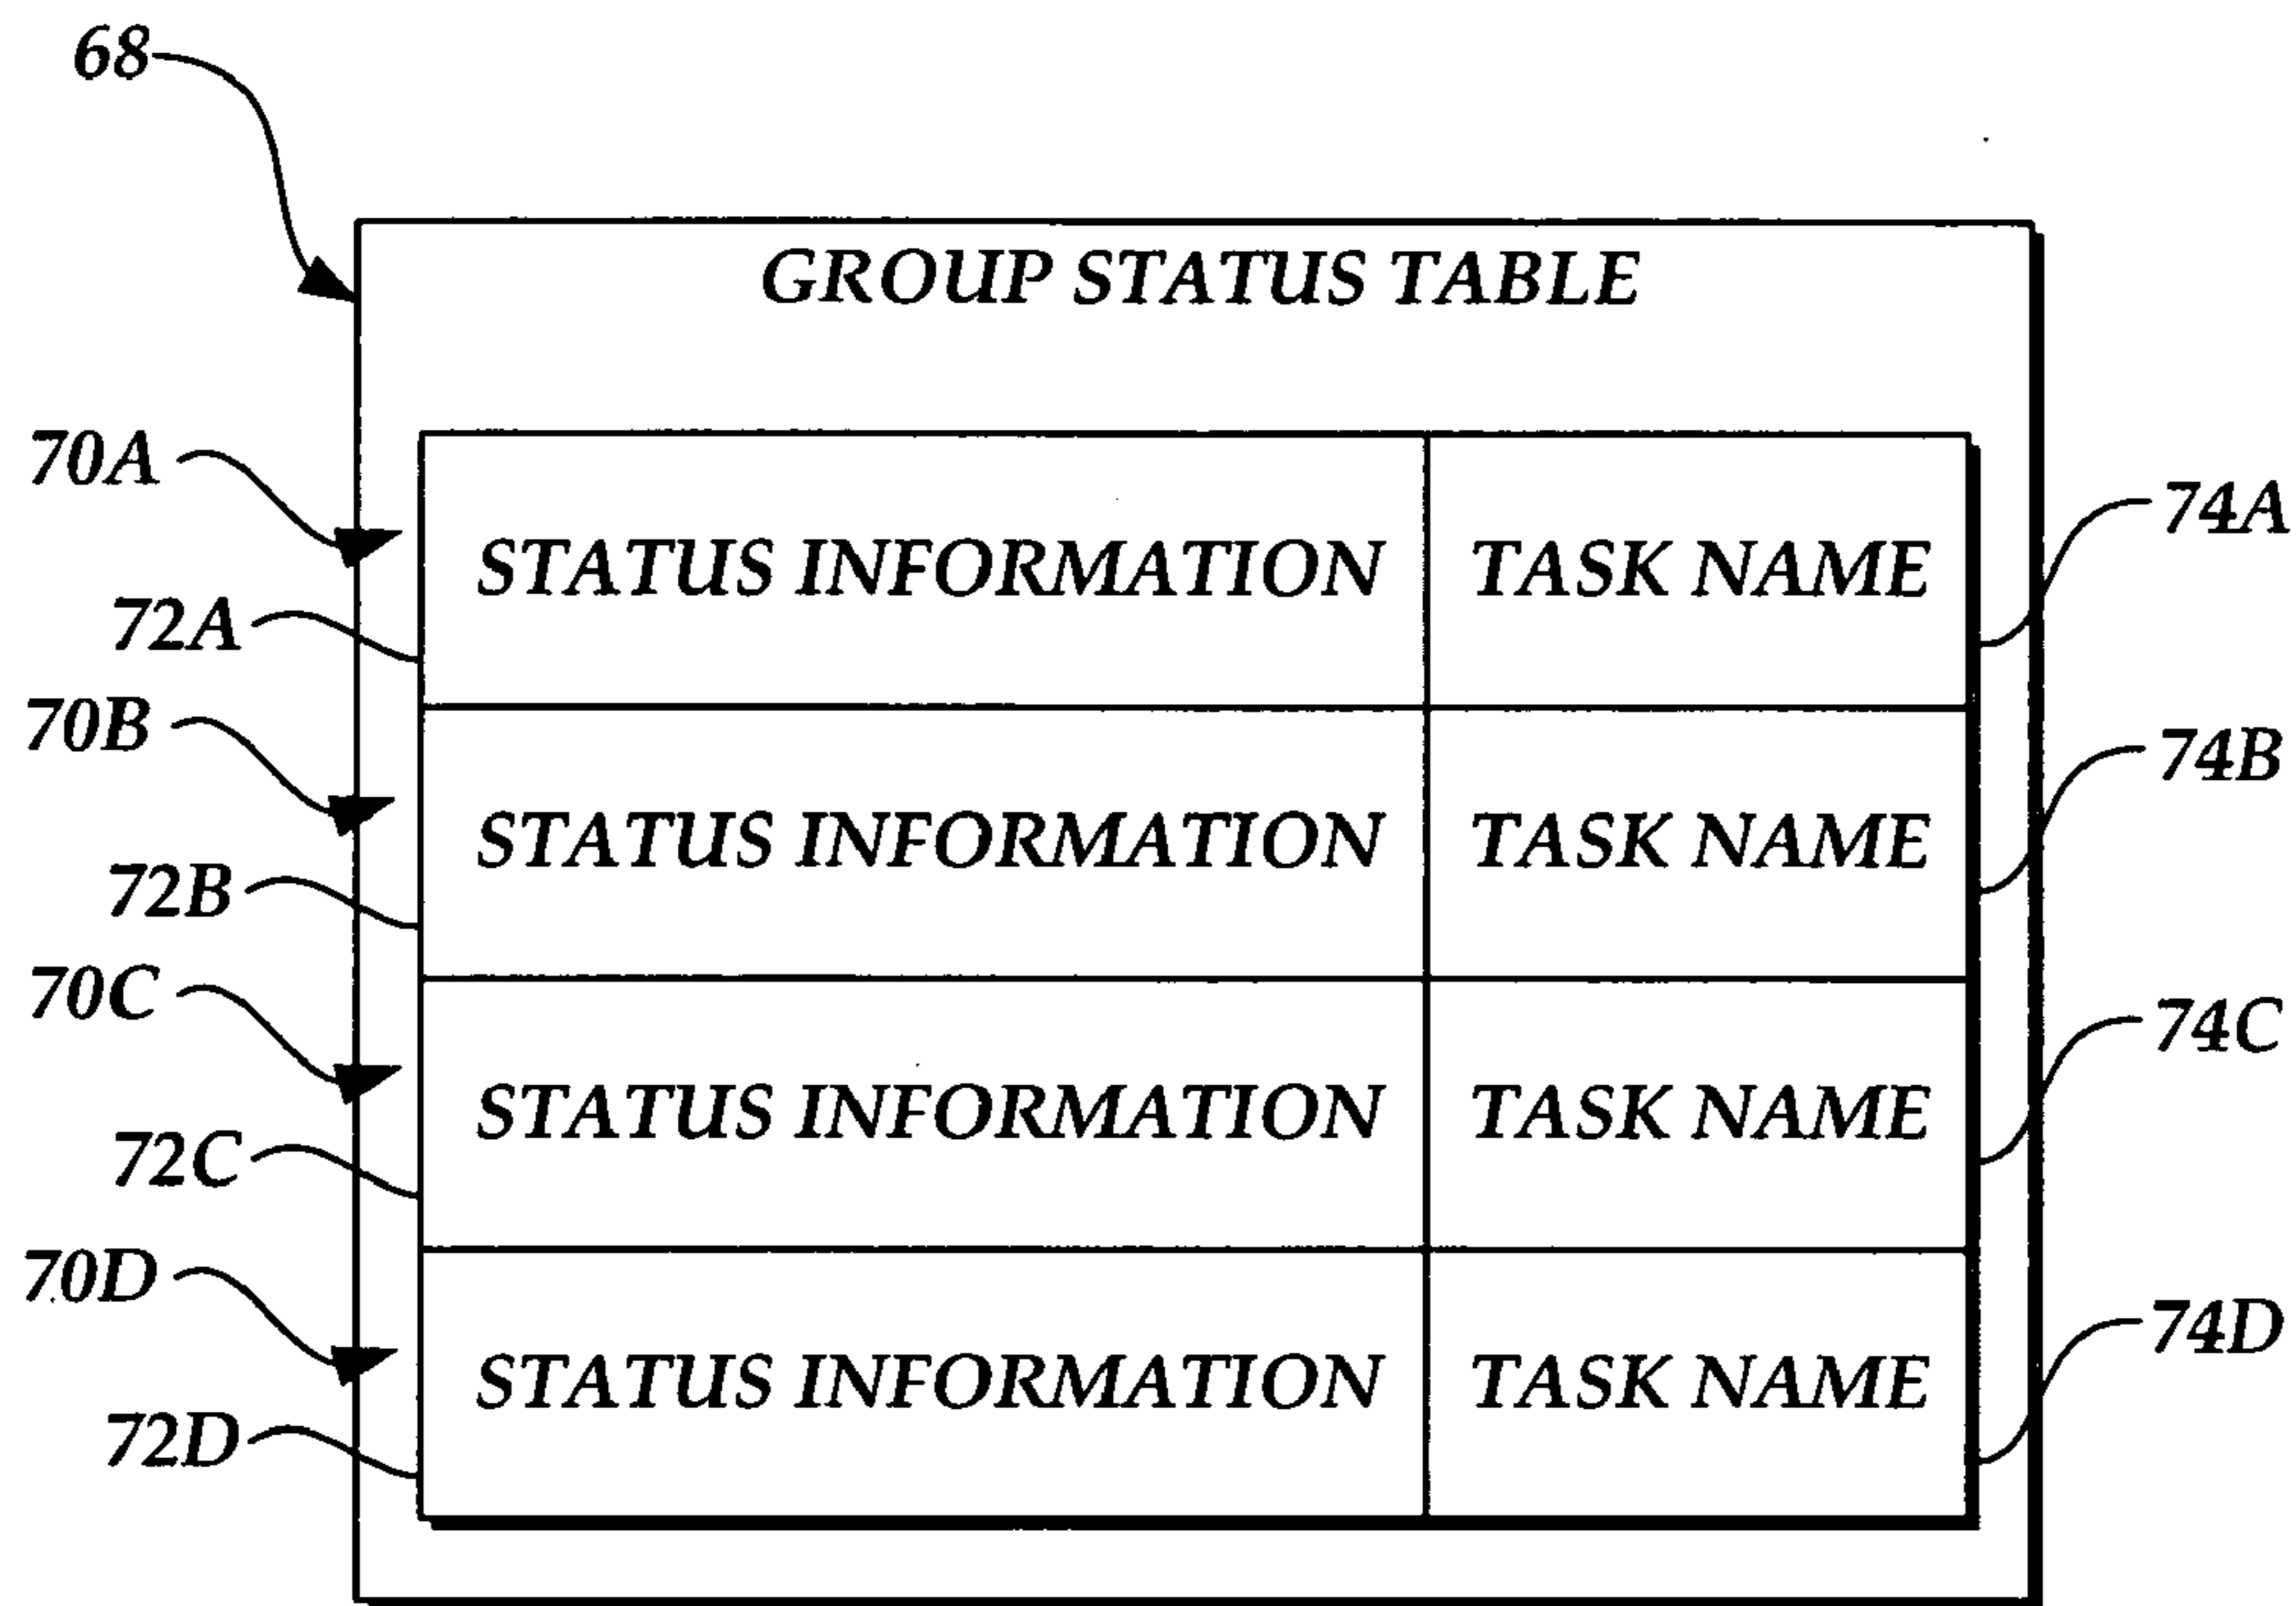 68
GROUP STATUS TABLE
70A
STATUS INFORMATION TASK NAME
74A
72A
70B
STATUS INFORMATION TASK NAME
74B
72B
70C
STATUS INFORMATION TASK NAME
74C
72C
70D
STATUS INFORMATION TASK NAME
74D
72D